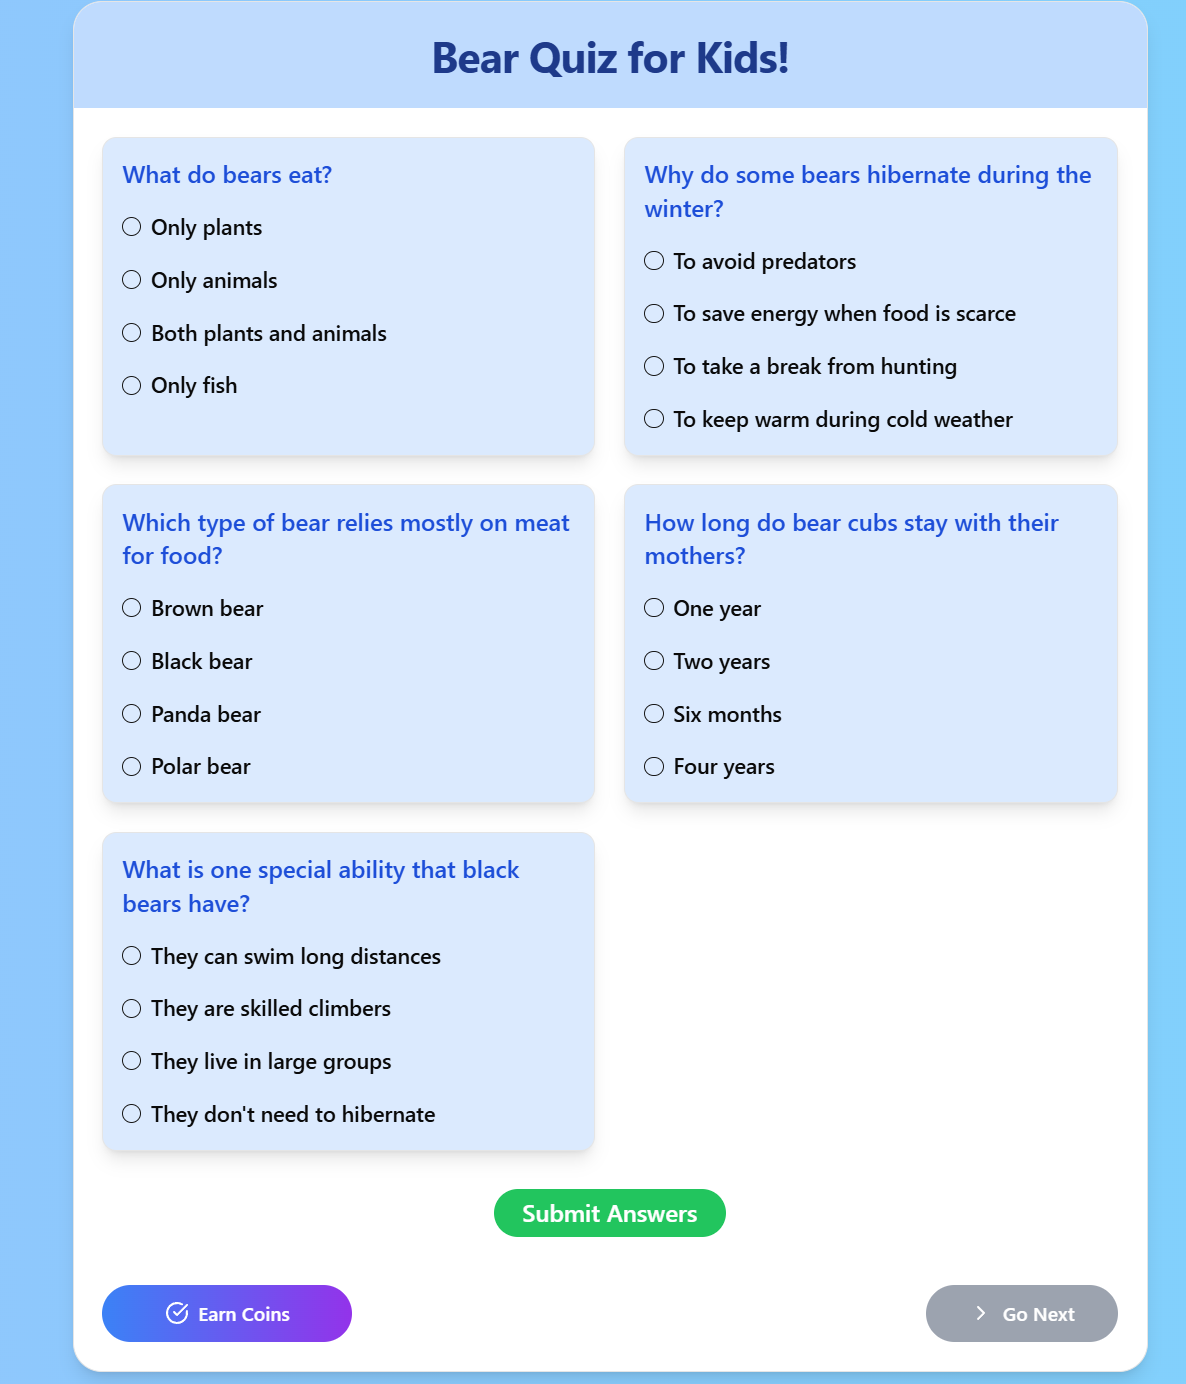 Bear Quiz for Kids!
What do bears eat?
Only plants
Only animals
Both plants and animals
Only fish
Why do some bears hibernate during the
winter?
To avoid predators
To save energy when food is scarce
To take a break from hunting
To keep warm during cold weather
Which type of bear relies mostly on meat
for food?
Brown bear
Black bear
Panda bear
Polar bear
How long do bear cubs stay with their
mothers?
One year
Two years
Six months
Four years
What is one special ability that black
bears have?
They can swim long distances
They are skilled climbers
They live in large groups
They don't need to hibernate
Submit Answers
Earn Coins
Go Next